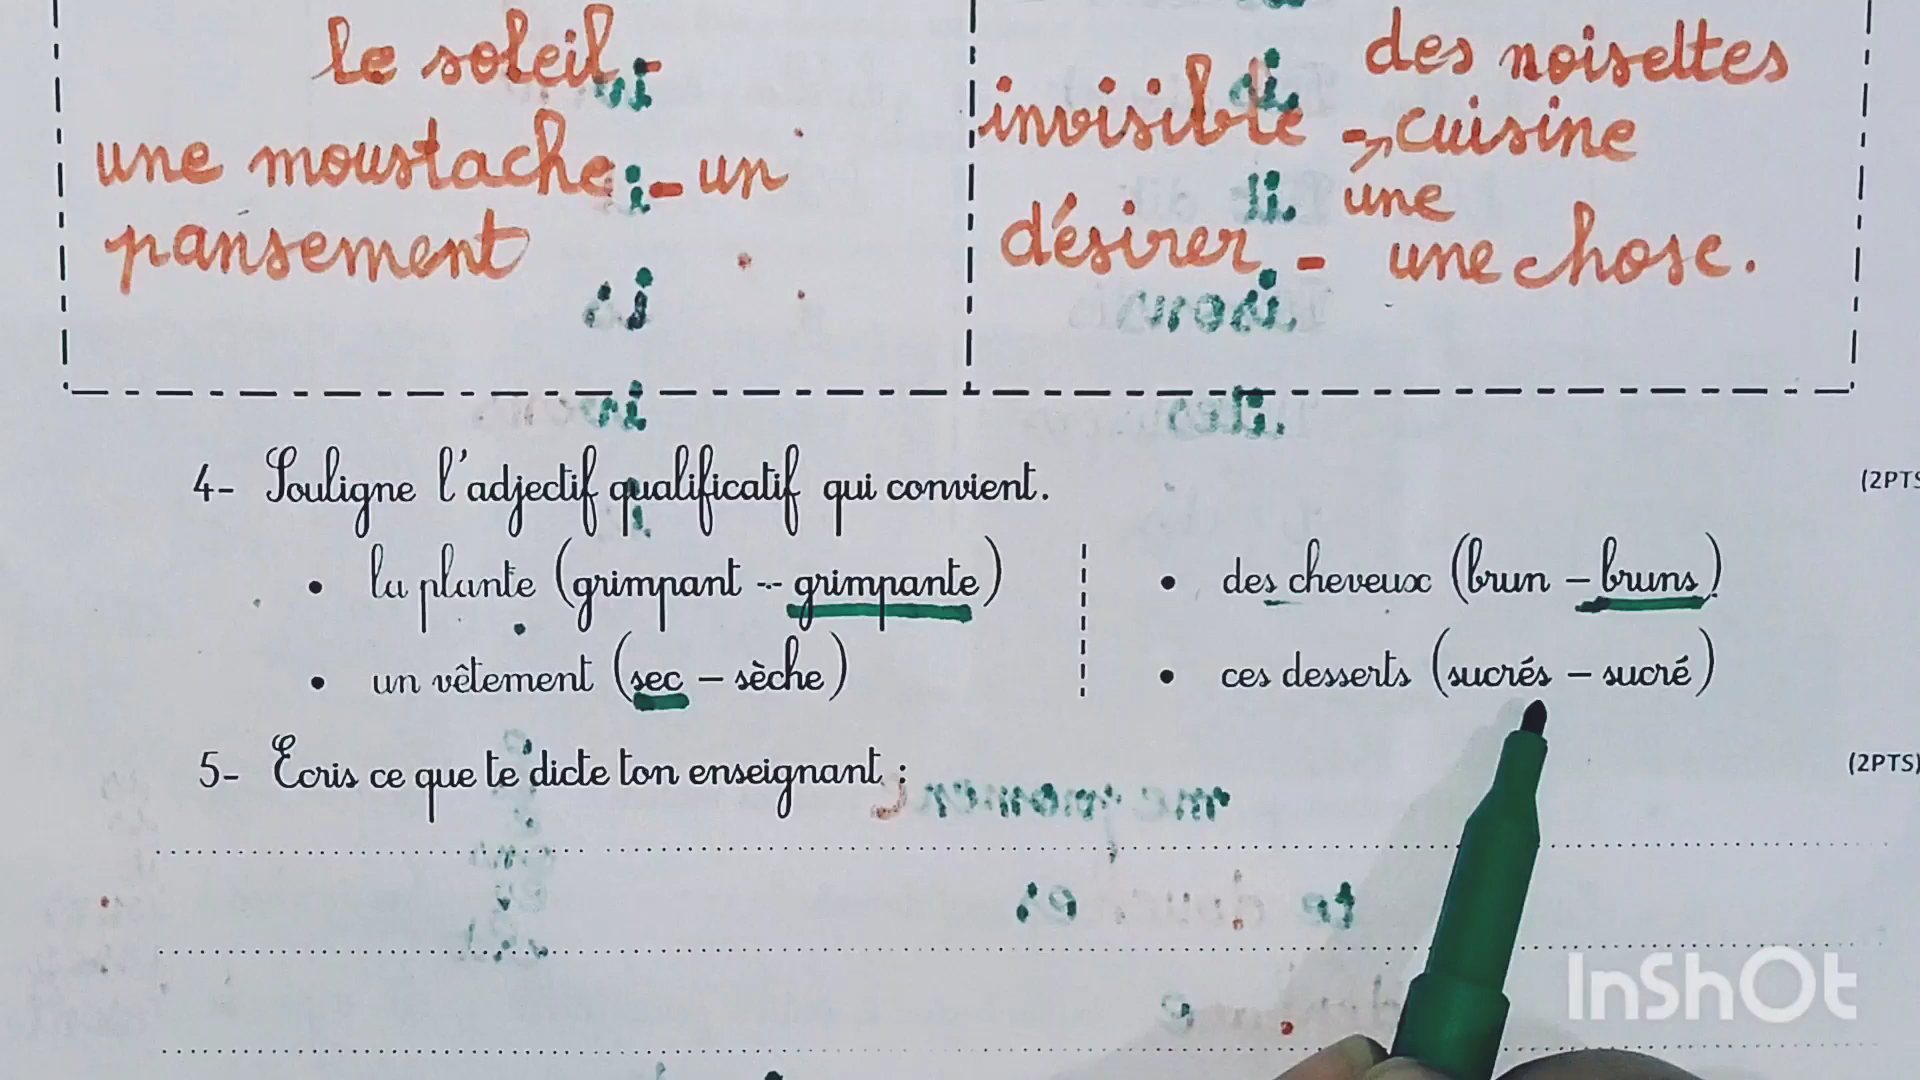 le soleil -
une moustache - un
pansement
des noisettes
invisible - cuisine
une
désirer - une chose.
4- Souligne l'adjectif qualificatif qui convient.
(2PTS
• la plante (grimpant -- grimpante)
• des cheveux (brun – bruns)
• un vêtement (sec – sèche)
• ces desserts (sucrés – sucré)
5- Ecris ce que te dicte ton enseignant :
(2PTS)
InShOt